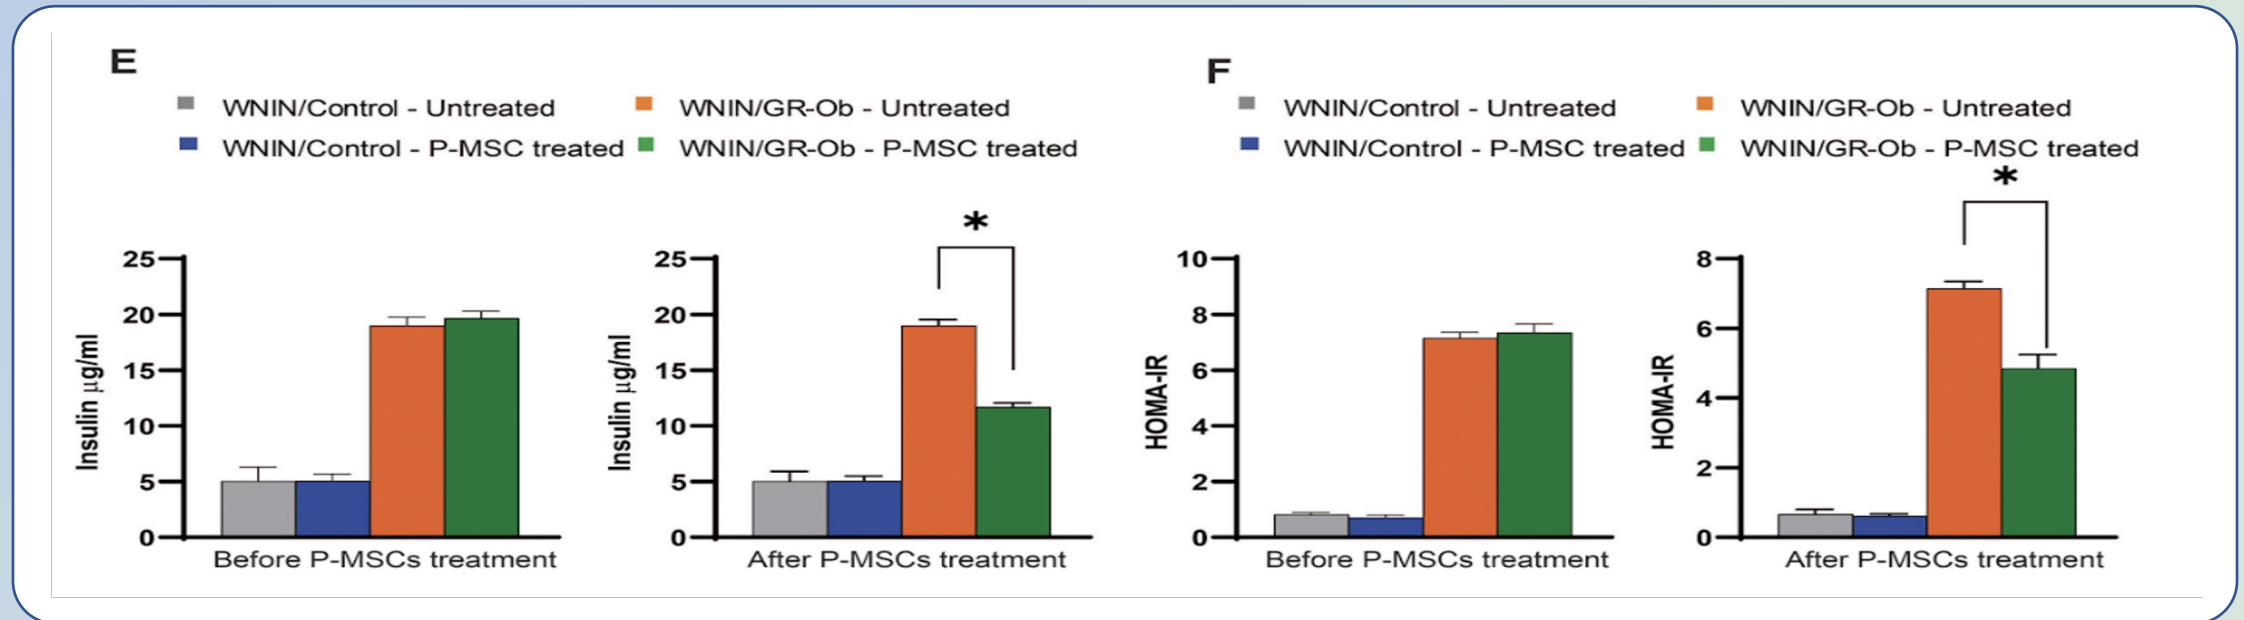 E
WNIN/Control - Untreated
WNIN/GR-Ob - Untreated
WNIN/Control - P-MSC treated
WNIN/GR-Ob - P-MSC treated
*
Insulin µg/ml
25
20
15
10
5
0
Before P-MSCs treatment
Insulin µg/ml
25
20
15
10
5
0
After P-MSCs treatment
F
WNIN/Control - Untreated
WNIN/GR-Ob - Untreated
WNIN/Control - P-MSC treated
WNIN/GR-Ob - P-MSC treated
*
HOMA-IR
10
8
6
4
2
0
Before P-MSCs treatment
HOMA-IR
8
6
4
2
0
After P-MSCs treatment